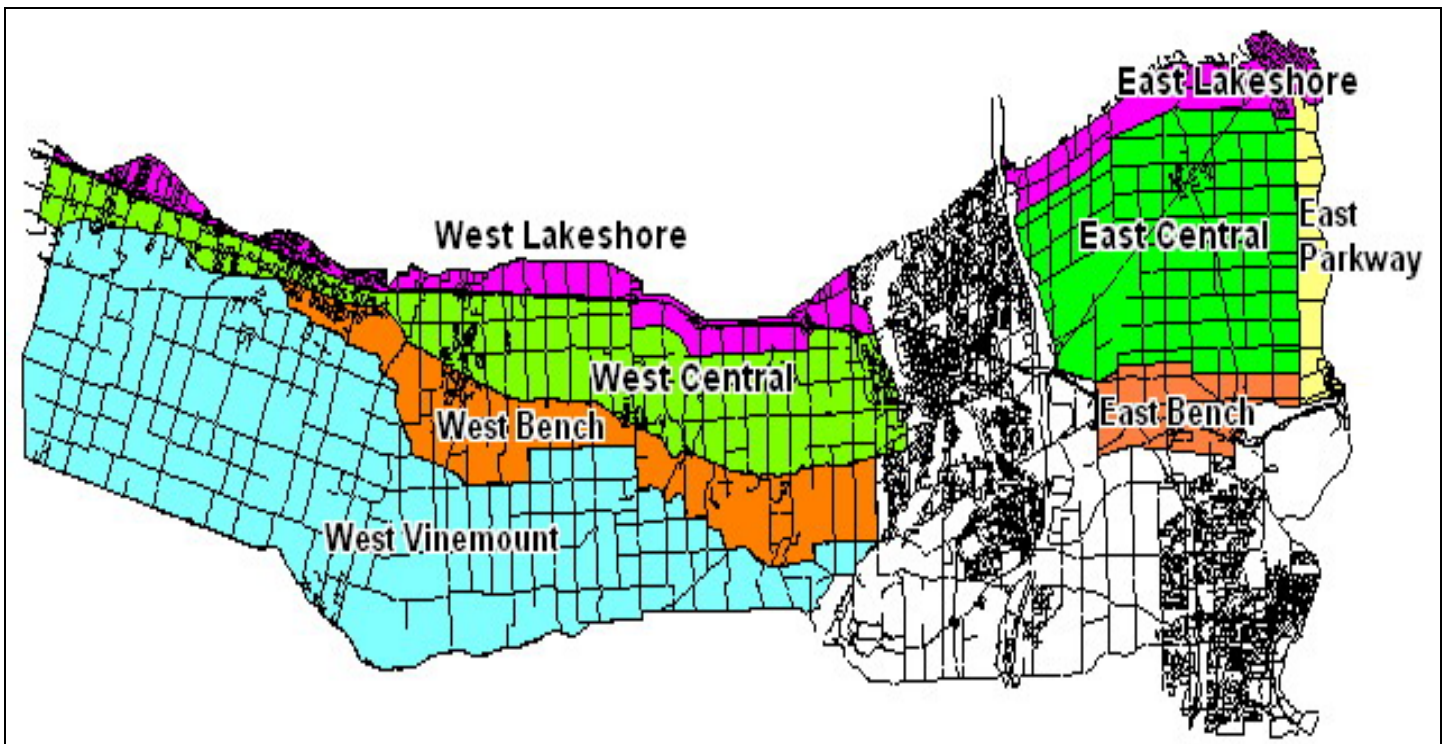 East Lakeshore
West Lakeshore
East Central
East
Parkway
West Central
East Bench
West Bench
West Vinemount